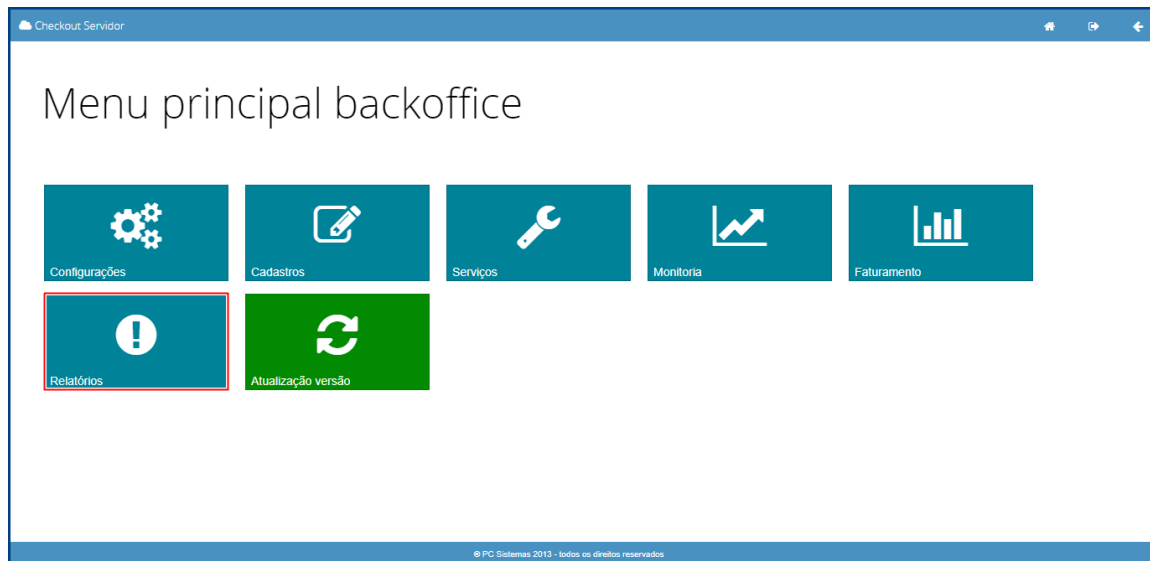 Checkout Servidor
Menu principal backoffice
Configurações
Cadastros
Serviços
Monitoria
Faturamento
Relatórios
Atualização versão
© PC Sistemas 2013 - todos os direitos reservados